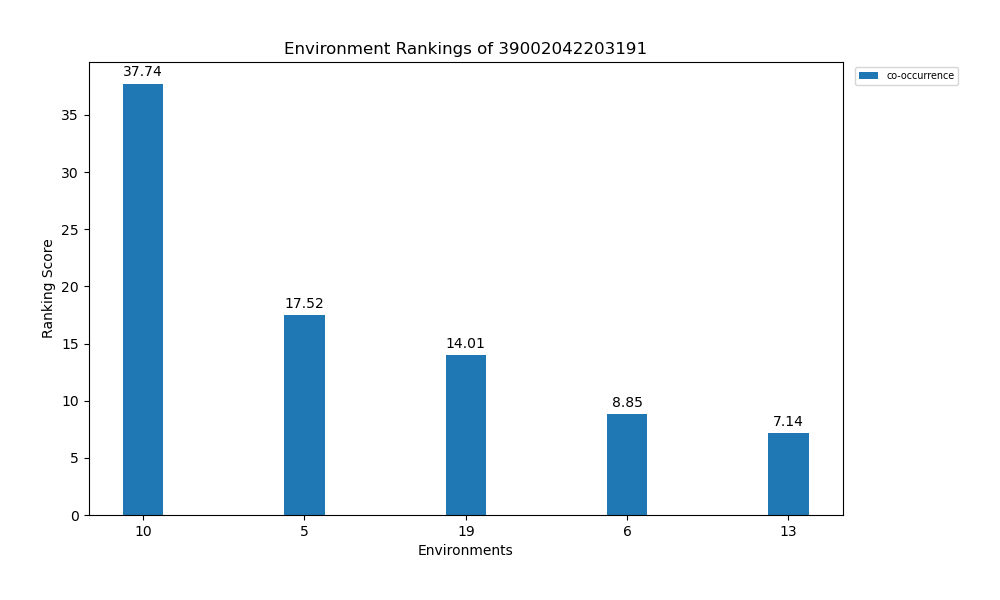 Environment Rankings of 39002042203191
co-occurrence
37.74
17.52
14.01
8.85
7.14
35
30
25
20
15
10
5
0
Ranking Score
10 5 19 6 13
Environments